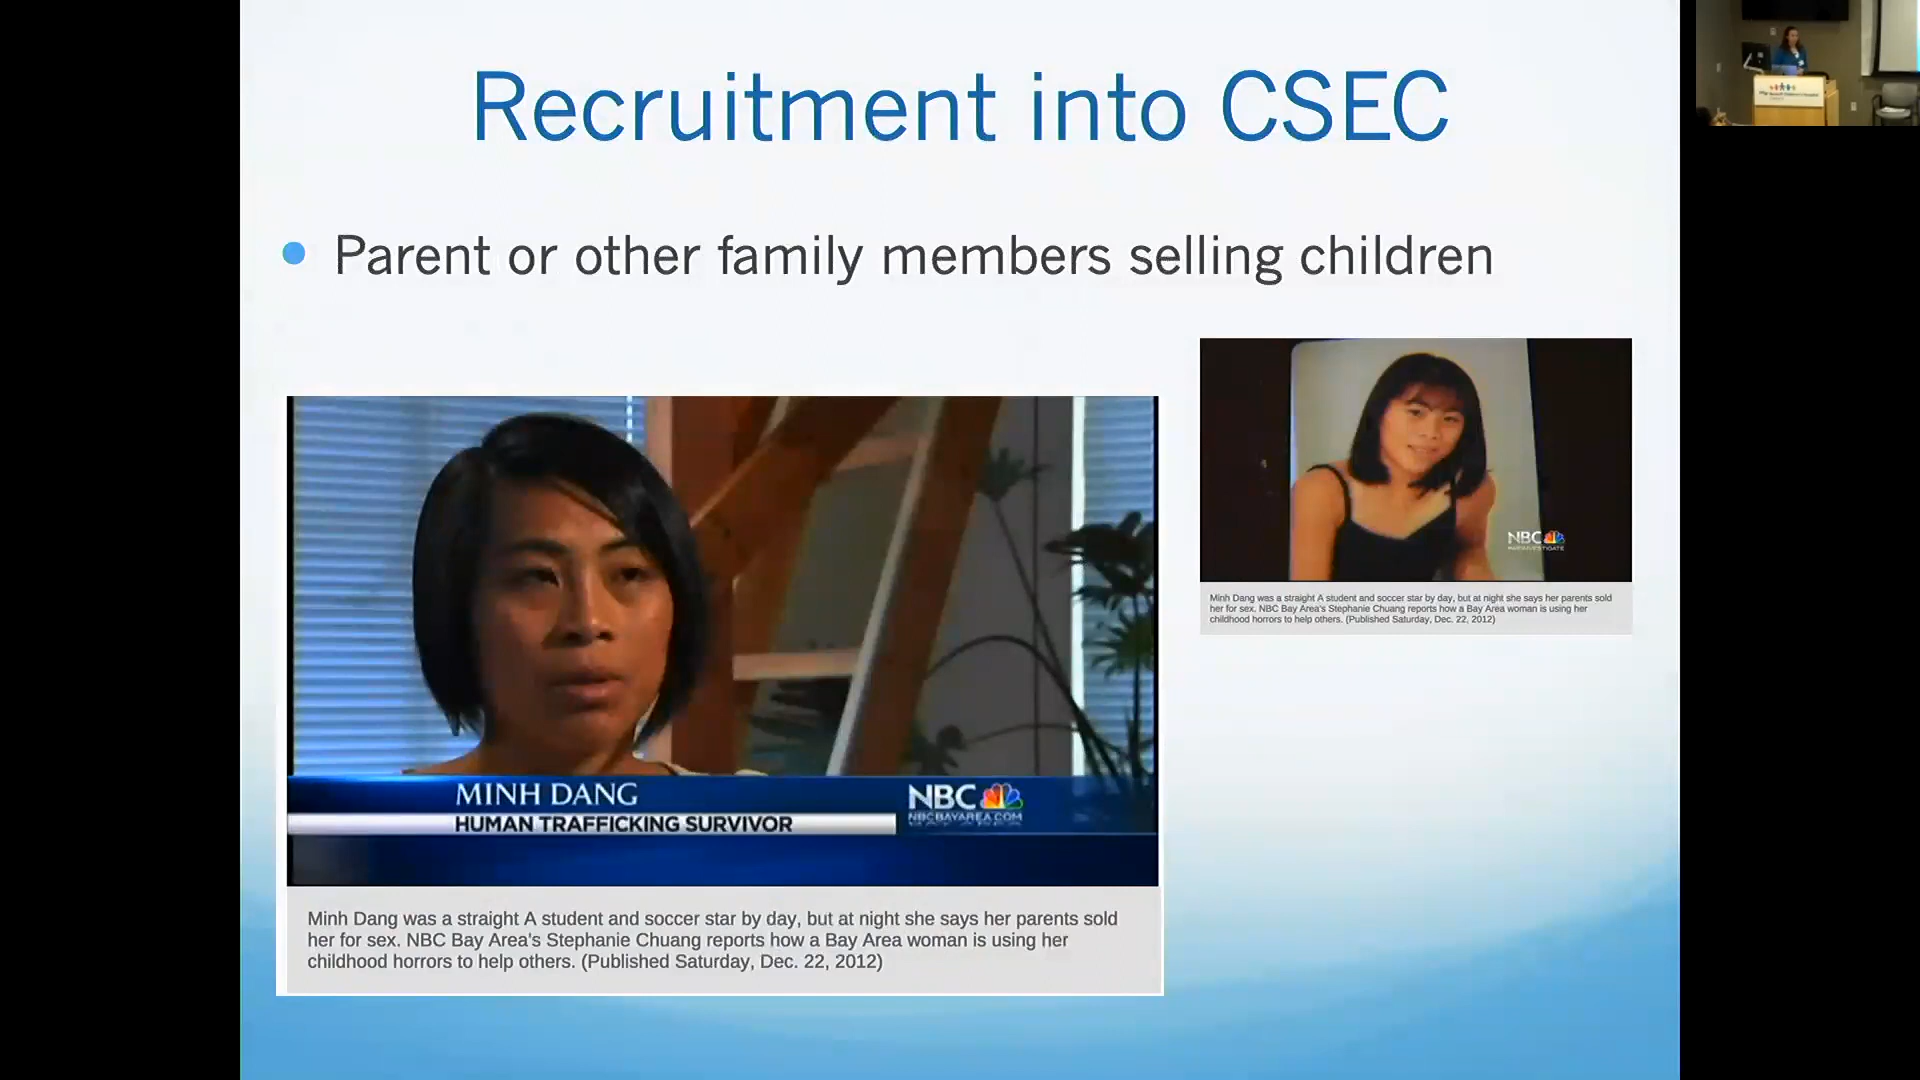 Recruitment into CSEC
Parent or other family members selling children
MINH DANG
HUMAN TRAFFICKING SURVIVOR
NBC
NBCBAYAREA.COM
Minh Dang was a straight A student and soccer star by day, but at night she says her parents sold
her for sex. NBC Bay Area's Stephanie Chuang reports how a Bay Area woman is using her
childhood horrors to help others. (Published Saturday, Dec. 22, 2012)
NBC
Minh Dang was a straight A student and soccer star by day, but at night she says her parents sold
her for sex. NBC Bay Area's Stephanie Chuang reports how a Bay Area woman is using her
childhood horrors to help others. (Published Saturday, Dec. 22, 2012)